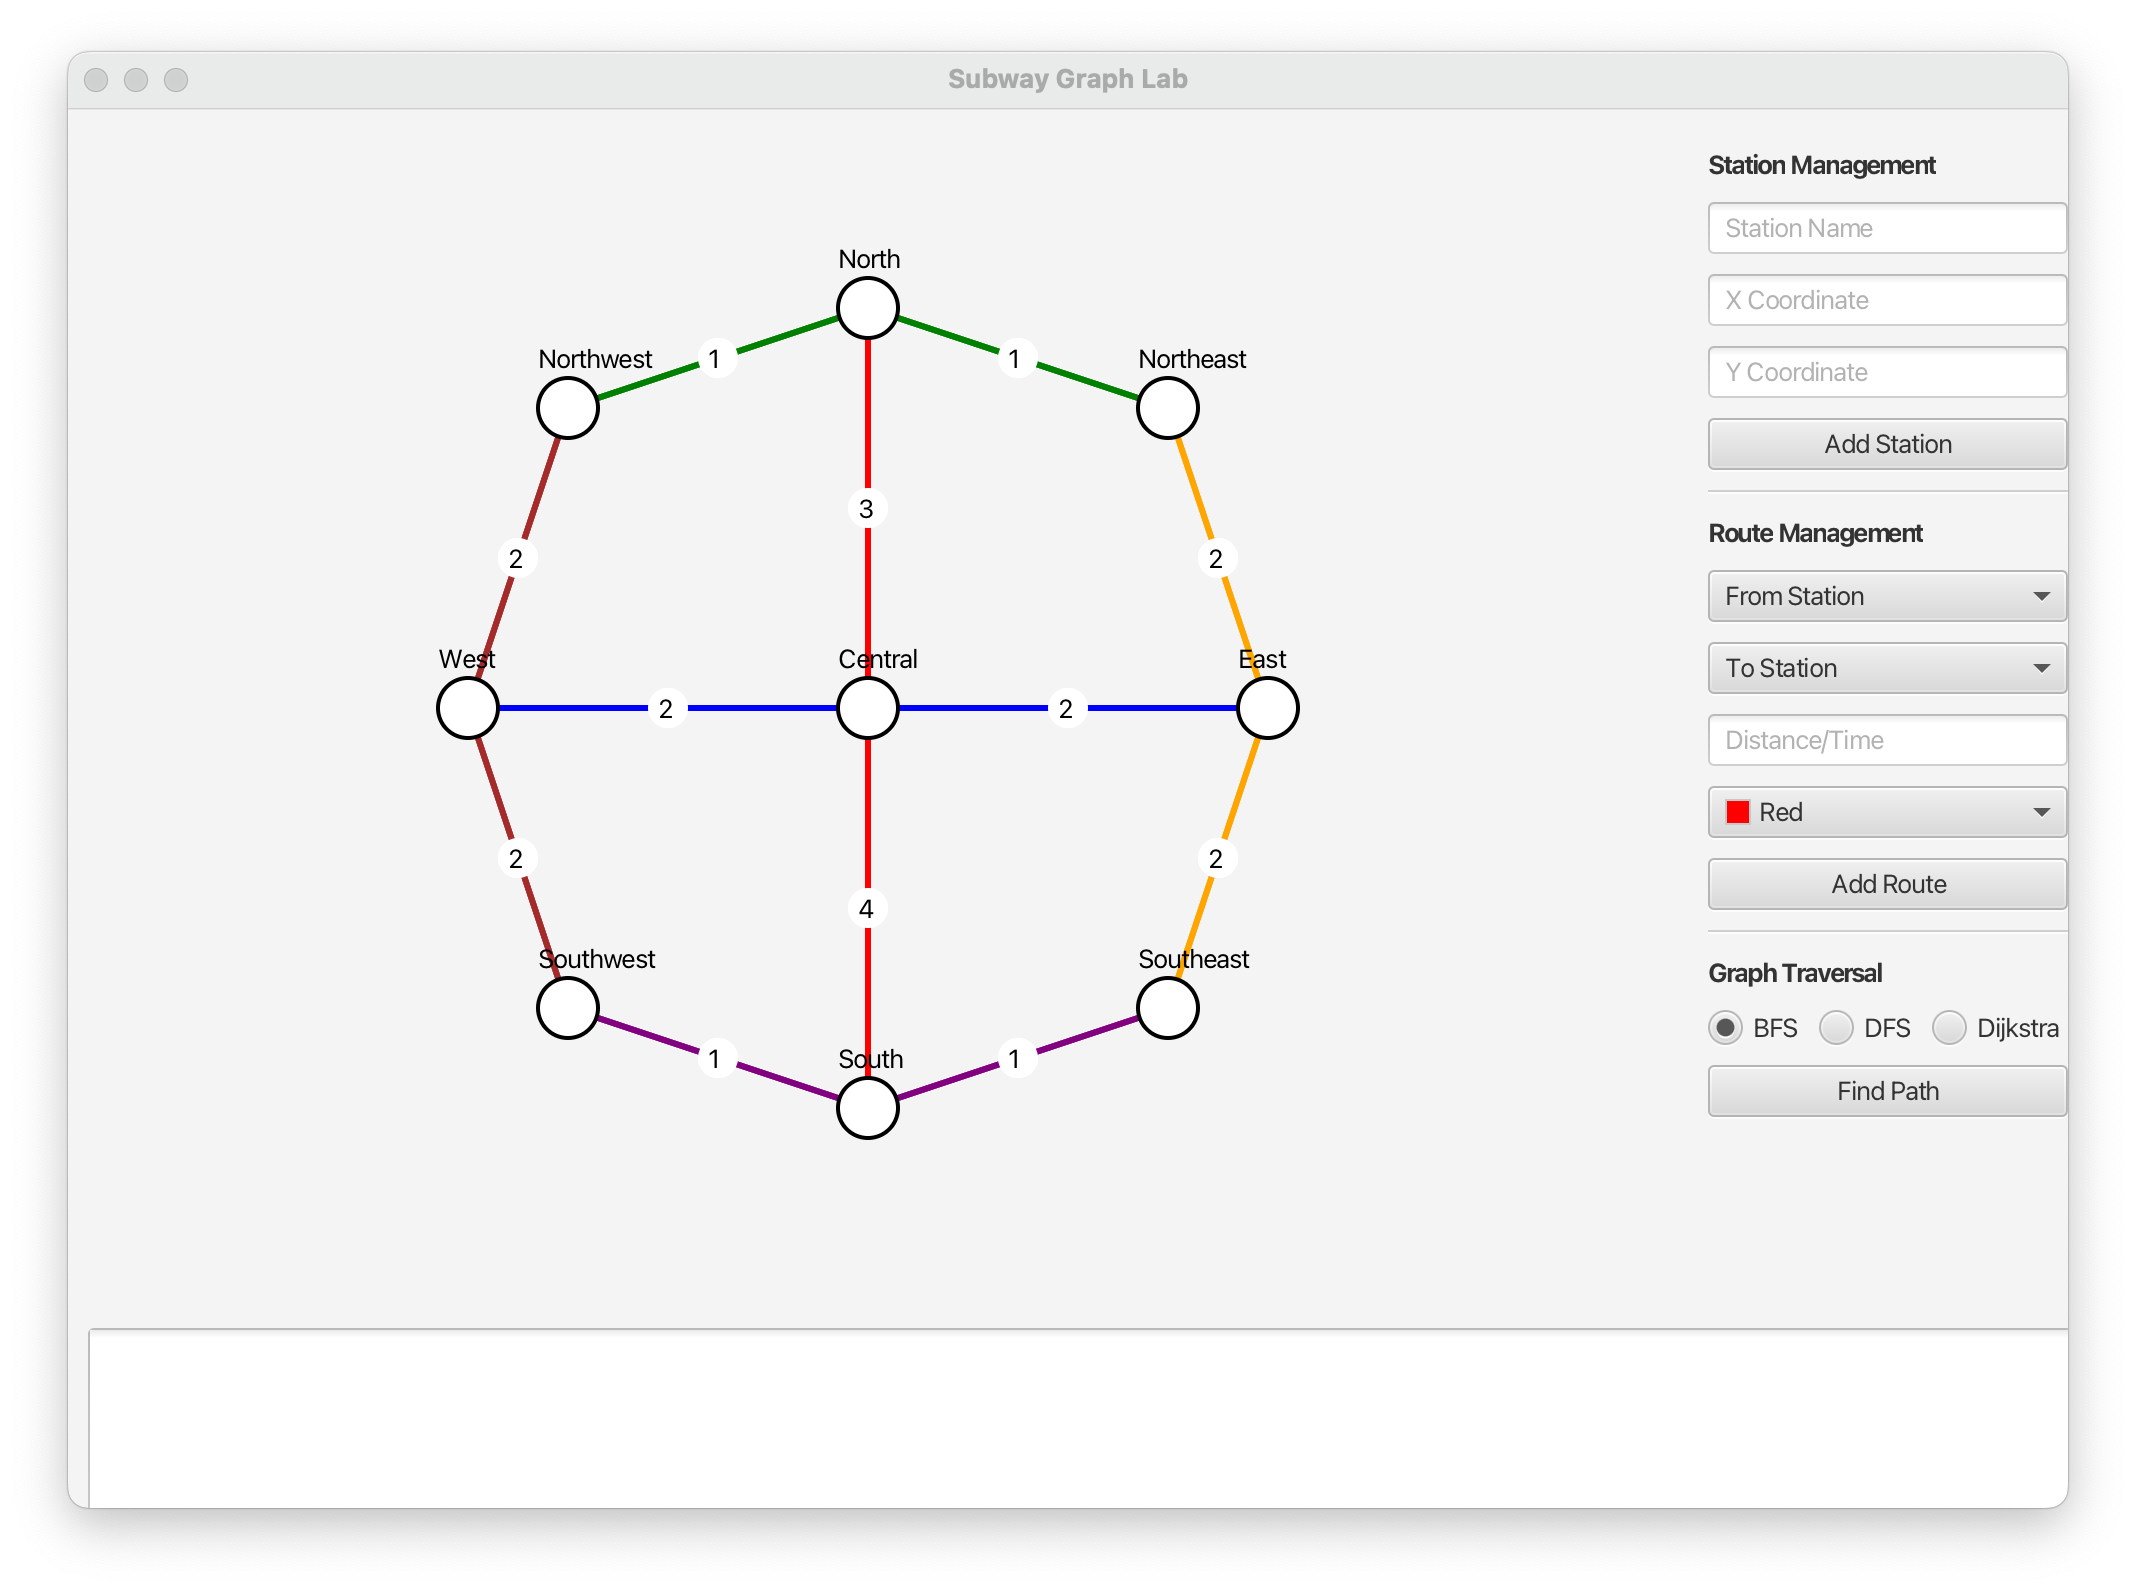 Subway Graph Lab
North
Northwest
1
1
Northeast
3
2
2
West
Central
East
2
2
2
2
4
Southwest
Southeast
1
South
1
Station Management
Station Name
X Coordinate
Y Coordinate
Add Station
Route Management
From Station
To Station
Distance/Time
Red
Add Route
Graph Traversal
BFS DFS Dijkstra
Find Path